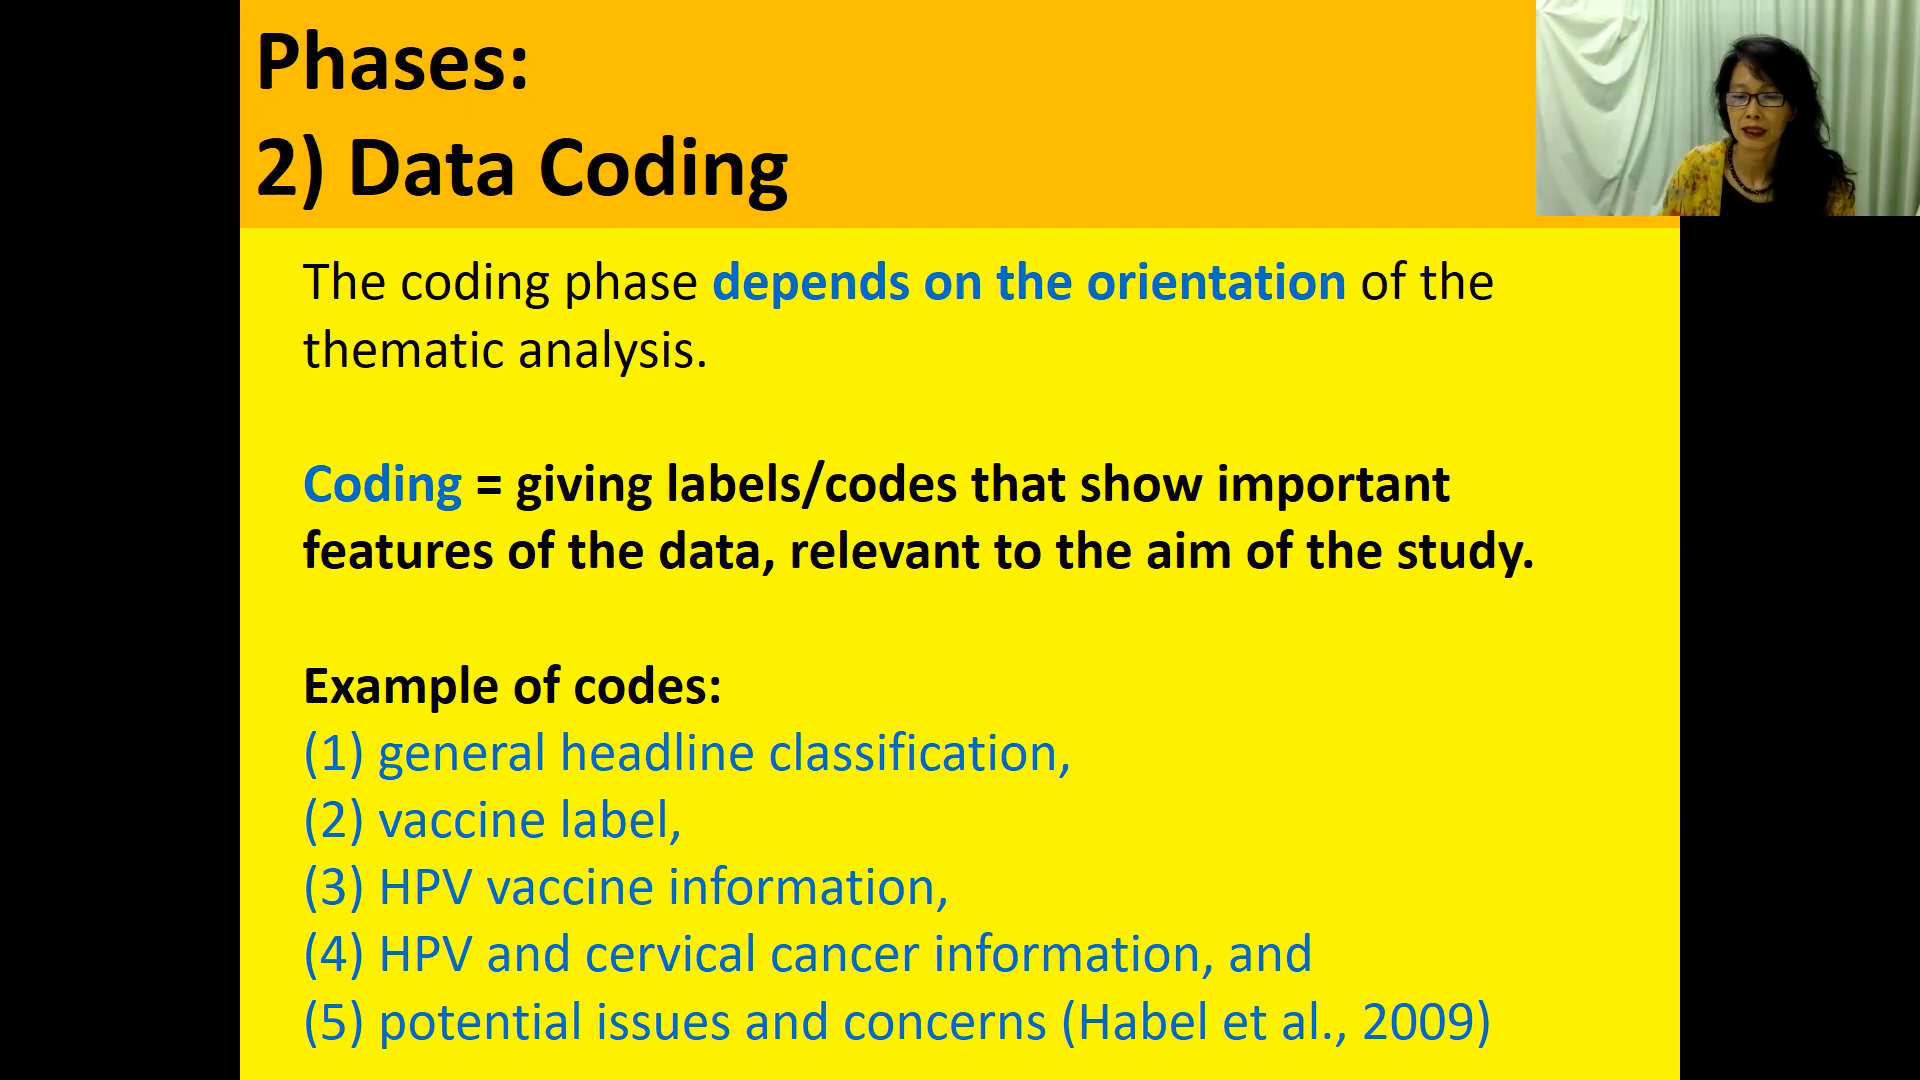 Phases:
2) Data Coding
The coding phase depends on the orientation of the
thematic analysis.
Coding = giving labels/codes that show important
features of the data, relevant to the aim of the study.
Example of codes:
(1) general headline classification,
(2) vaccine label,
(3) HPV vaccine information,
(4) HPV and cervical cancer information, and
(5) potential issues and concerns (Habel et al., 2009)